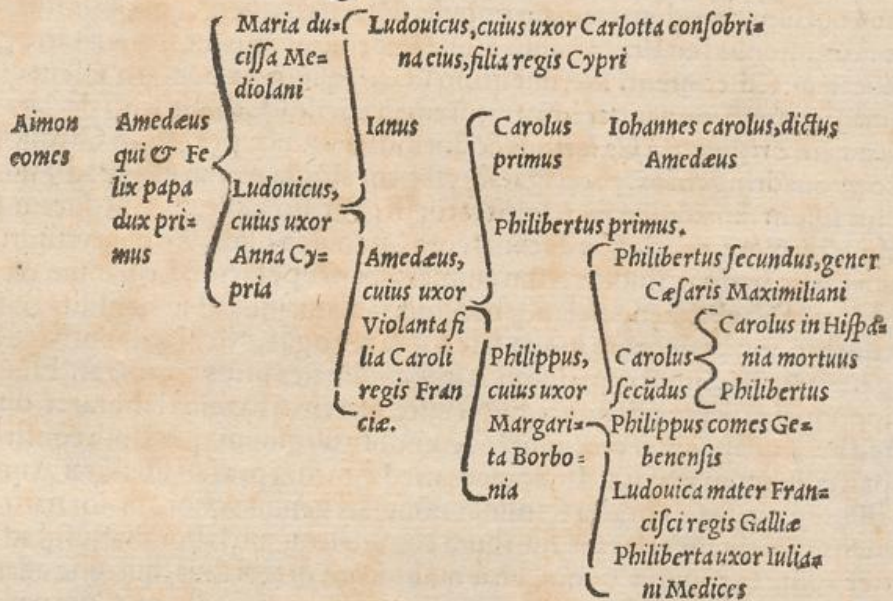 Aimon
comes
Amedæus
qui & Fe
lix papa
dux pri=
mus
Maria du=
ciſſa Me=
diolani
Ludouicus,
cuius uxor
Anna Cy=
pria
Ludouicus, cuius uxor Carlotta conſobri=
na eius, filia regis Cypri
Ianus
Amedæus,
cuius uxor
Violanta fi
lia Caroli
regis Fran
ciæ.
Carolus
primus
Iohannes carolus, dictus
Amedæus
Philibertus primus.
Philippus,
cuius uxor
Margari=
ta Borbo=
nia
Philibertus ſecundus, gener
Cæſaris Maximiliani
Carolus
ſecũdus
Carolus in Hiſpa=
nia mortuus
Philibertus
Philippus comes Ge=
benenſis
Ludouica mater Fran=
ciſci regis Galliæ
Philiberta uxor Iulia=
ni Medices